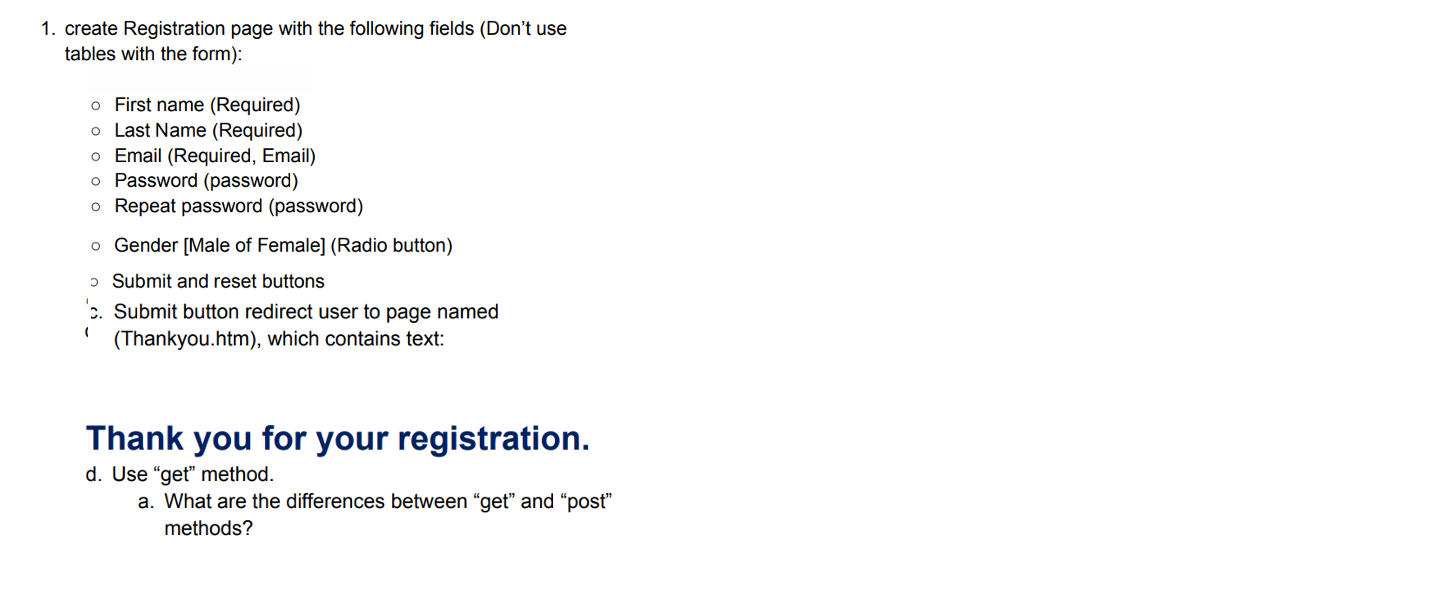 1. create Registration page with the following fields (Don't use
tables with the form):
o First name (Required)
o Last Name (Required)
o Email (Required, Email)
o Password (password)
o Repeat password (password)
o Gender [Male of Female] (Radio button)
Submit and reset buttons
c. Submit button redirect user to page named
(Thankyou.htm), which contains text:
Thank you for your registration.
d. Use “get” method.
a. What are the differences between “get” and “post”
methods?